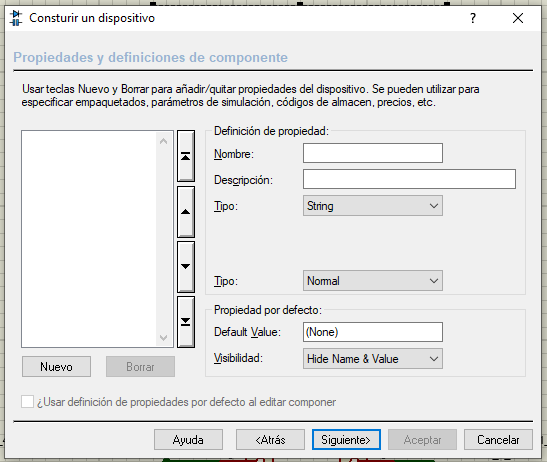 Consturir un dispositivo
Propiedades y definiciones de componente
Usar teclas Nuevo y Borrar para añadir/quitar propiedades del dispositivo. Se pueden utilizar para
especificar empaquetados, parámetros de simulación, códigos de almacen, precios, etc.
Definición de propiedad:
Nombre:
Descripción:
Tipo: String
Tipo: Normal
Propiedad por defecto:
Default Value: (None)
Visibilidad: Hide Name & Value
Nuevo Borrar
¿Usar definición de propiedades por defecto al editar componer
Ayuda <Atrás Siguiente> Aceptar Cancelar